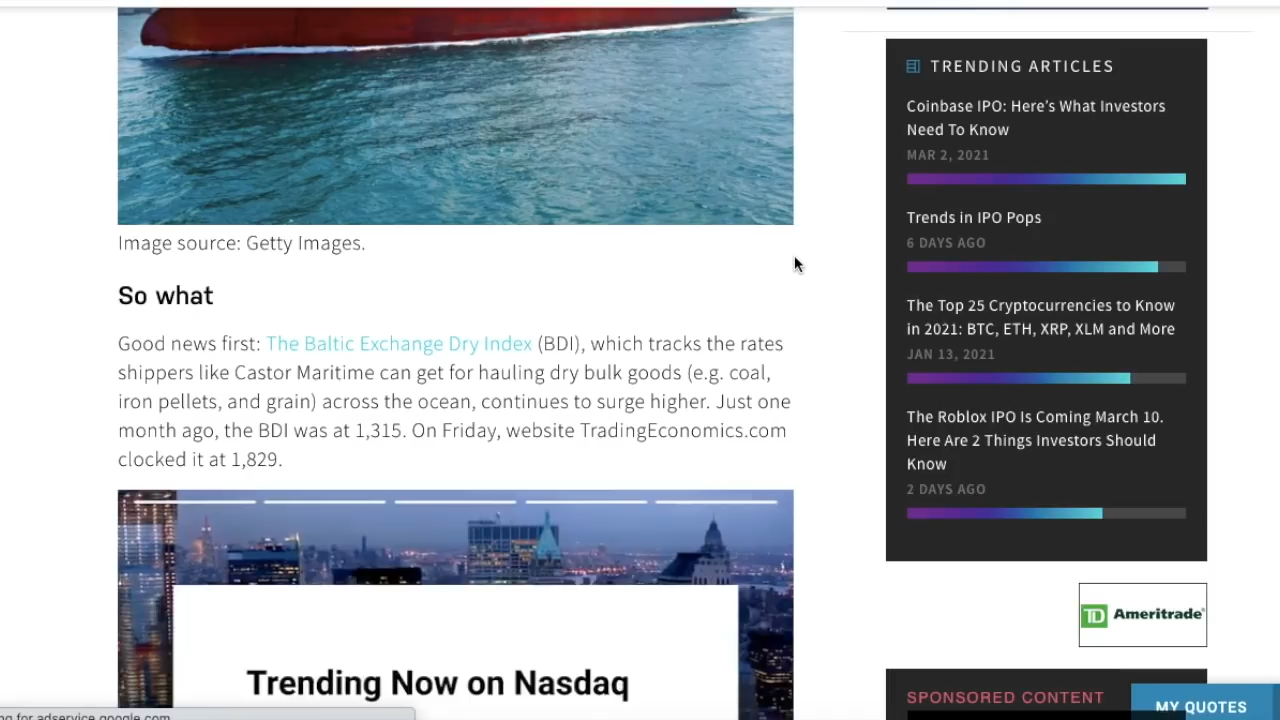 Image source: Getty Images.
So what
Good news first: The Baltic Exchange Dry Index (BDI), which tracks the rates
shippers like Castor Maritime can get for hauling dry bulk goods (e.g. coal,
iron pellets, and grain) across the ocean, continues to surge higher. Just one
month ago, the BDI was at 1,315. On Friday, website TradingEconomics.com
clocked it at 1,829.
Trending Now on Nasdaq
TRENDING ARTICLES
Coinbase IPO: Here's What Investors
Need To Know
MAR 2, 2021
Trends in IPO Pops
6 DAYS AGO
The Top 25 Cryptocurrencies to Know
in 2021: BTC, ETH, XRP, XLM and More
JAN 13, 2021
The Roblox IPO Is Coming March 10.
Here Are 2 Things Investors Should
Know
2 DAYS AGO
TD Ameritrade
SPONSORED CONTENT
MY QUOTES
for adservice.google.com